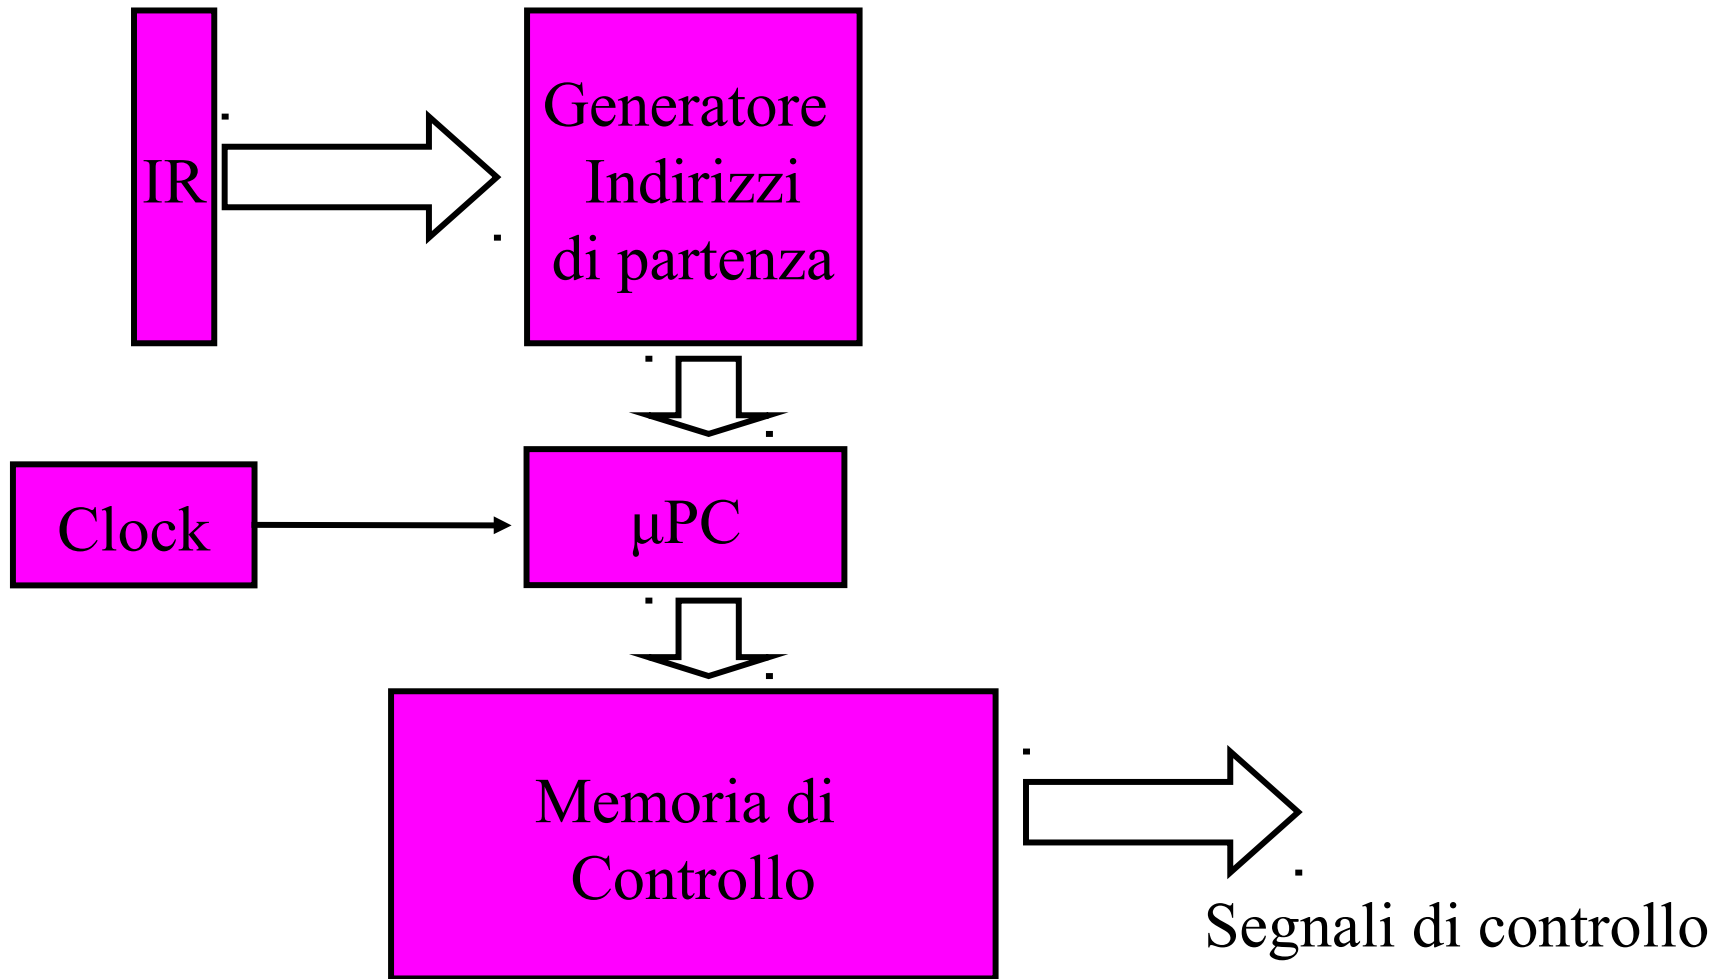 IR
Generatore
Indirizzi
di partenza
Clock
μPC
Memoria di
Controllo
Segnali di controllo